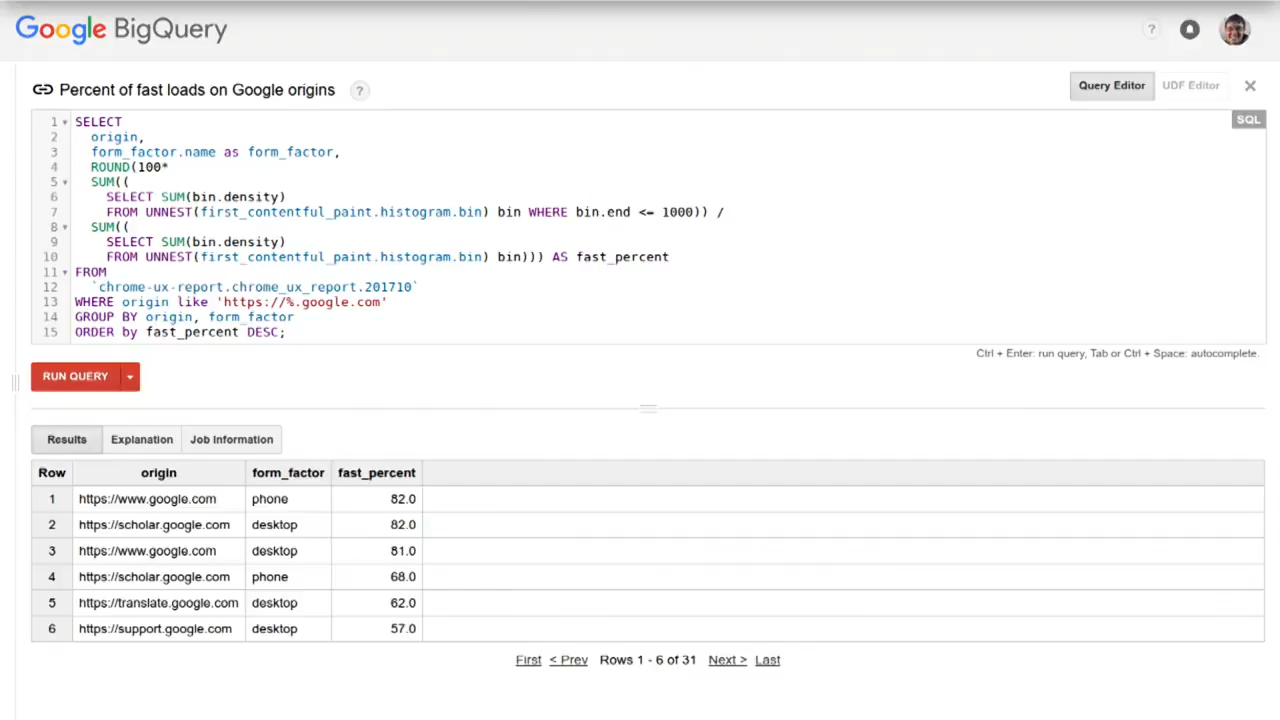 Google BigQuery
?
Percent of fast loads on Google origins ?
Query Editor UDF Editor ✕
SQL
1 SELECT
2 origin,
3 form_factor.name as form_factor,
4 ROUND(100*
5 SUM((
6 SELECT SUM(bin.density)
7 FROM UNNEST(first_contentful_paint.histogram.bin) bin WHERE bin.end <= 1000)) /
8 SUM((
9 SELECT SUM(bin.density)
10 FROM UNNEST(first_contentful_paint.histogram.bin) bin))) AS fast_percent
11 FROM
12 `chrome-ux-report.chrome_ux_report.201710`
13 WHERE origin like 'https://%.google.com'
14 GROUP BY origin, form_factor
15 ORDER by fast_percent DESC;
Ctrl + Enter: run query, Tab or Ctrl + Space: autocomplete.
RUN QUERY
Results Explanation Job Information
Row origin form_factor fast_percent
1 https://www.google.com phone 82.0
2 https://scholar.google.com desktop 82.0
3 https://www.google.com desktop 81.0
4 https://scholar.google.com phone 68.0
5 https://translate.google.com desktop 62.0
6 https://support.google.com desktop 57.0
First < Prev Rows 1 - 6 of 31 Next > Last